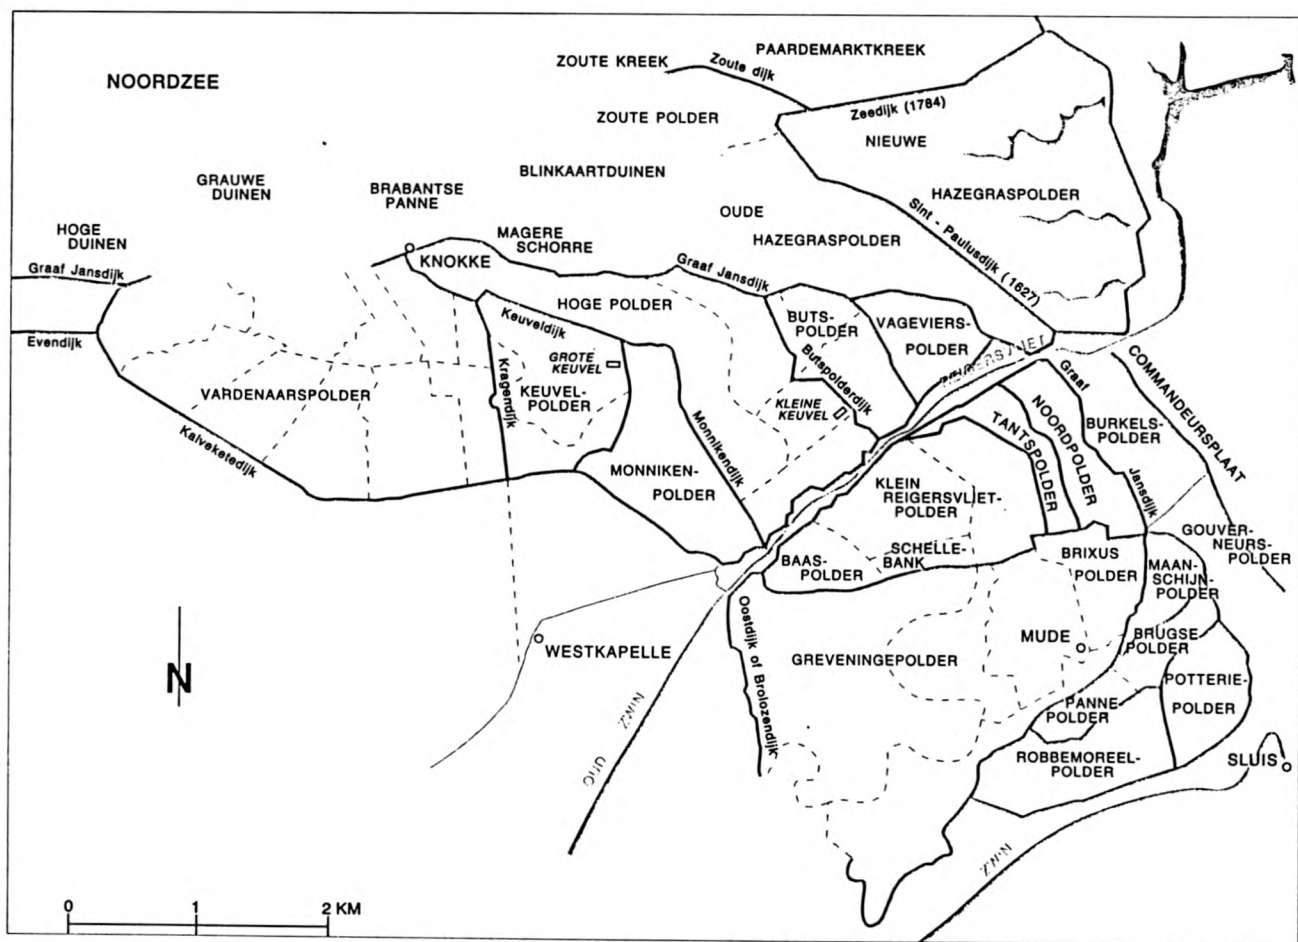 NOORDZEE
ZOUTE KREEK
Zoute dijk
PAARDEMARKTKREEK
ZOUTE POLDER
Zeedijk (1784)
NIEUWE
HAZEGRASPOLDER
GRAUWE
DUINEN
BRABANTSE
PANNE
BLINKAARTDUINEN
HOGE
DUINEN
MAGERE
SCHORRE
OUDE
HAZEGRASPOLDER
Sint - Paulusdijk (1627)
Graaf Jansdijk
KNOKKE
Graaf Jansdijk
HOGE POLDER
Evendijk
Keuveldijk
BUTS-
POLDER
VAGEVIERS-
POLDER
GROTE
KEUVEL
Kragendijk
KEUVEL-
POLDER
Butspolderdijk
KLEINE
KEUVEL
VARDENAARSPOLDER
Kalveketedijk
MONNIKEN-
POLDER
Monnikendijk
Graaf
Jansdijk
COMMANDEURSPLAAT
BURKELS-
POLDER
NOORDPOLDER
TANTSPOLDER
KLEIN
REIGERSVLIET-
POLDER
GOUVER-
NEURS-
POLDER
SCHELLE-
BANK
BAAS-
POLDER
BRIXUS
POLDER
MAAN-
SCHIJN-
POLDER
WESTKAPELLE
Oostdijk of Brolozendijk
GREVENINGEPOLDER
MUDE
BRUGSE
POLDER
POTTERIE-
POLDER
PANNE
POLDER
ROBBEMOREEL-
POLDER
SLUIS
OUD ZWIN
ZWIN
N
0 1 2 KM